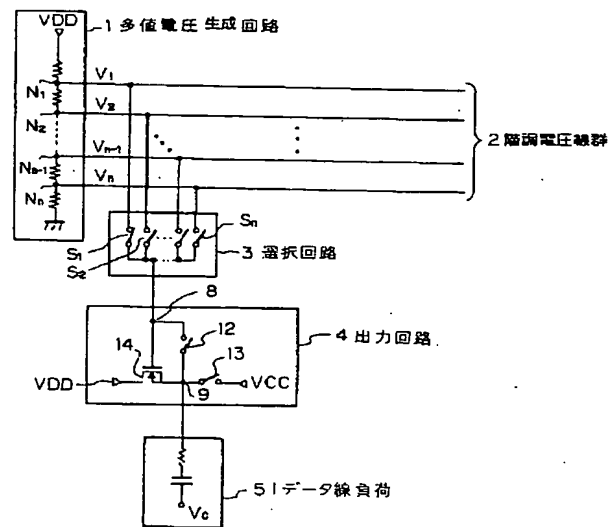 VDD
1 多値電圧生成回路
V1
N1
V2
N2
Vn-1
Nn-1
Vn
Nn
2 階調電圧線群
S1
S2
Sn
3 選択回路
8
12
4 出力回路
14
13
VDD
VCC
9
5 1データ線負荷
VC